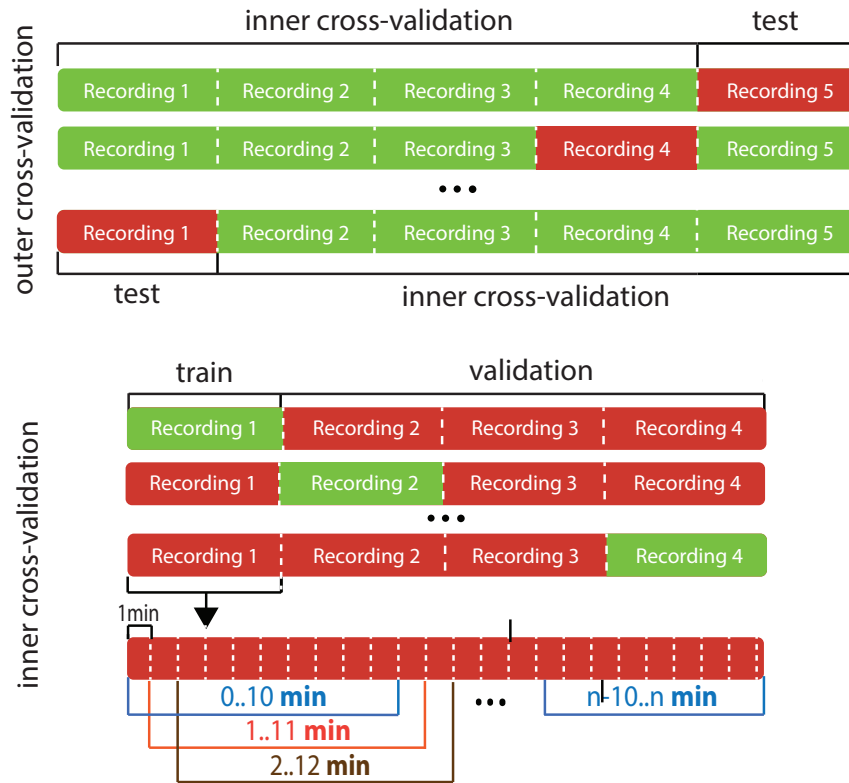 inner cross-validation test
outer cross-validation
Recording 1 Recording 2 Recording 3 Recording 4 Recording 5
Recording 1 Recording 2 Recording 3 Recording 4 Recording 5
...
Recording 1 Recording 2 Recording 3 Recording 4 Recording 5
test inner cross-validation
train validation
inner cross-validation
Recording 1 Recording 2 Recording 3 Recording 4
Recording 1 Recording 2 Recording 3 Recording 4
...
Recording 1 Recording 2 Recording 3 Recording 4
1min
0..10 min ... n-10..n min
1..11 min
2..12 min